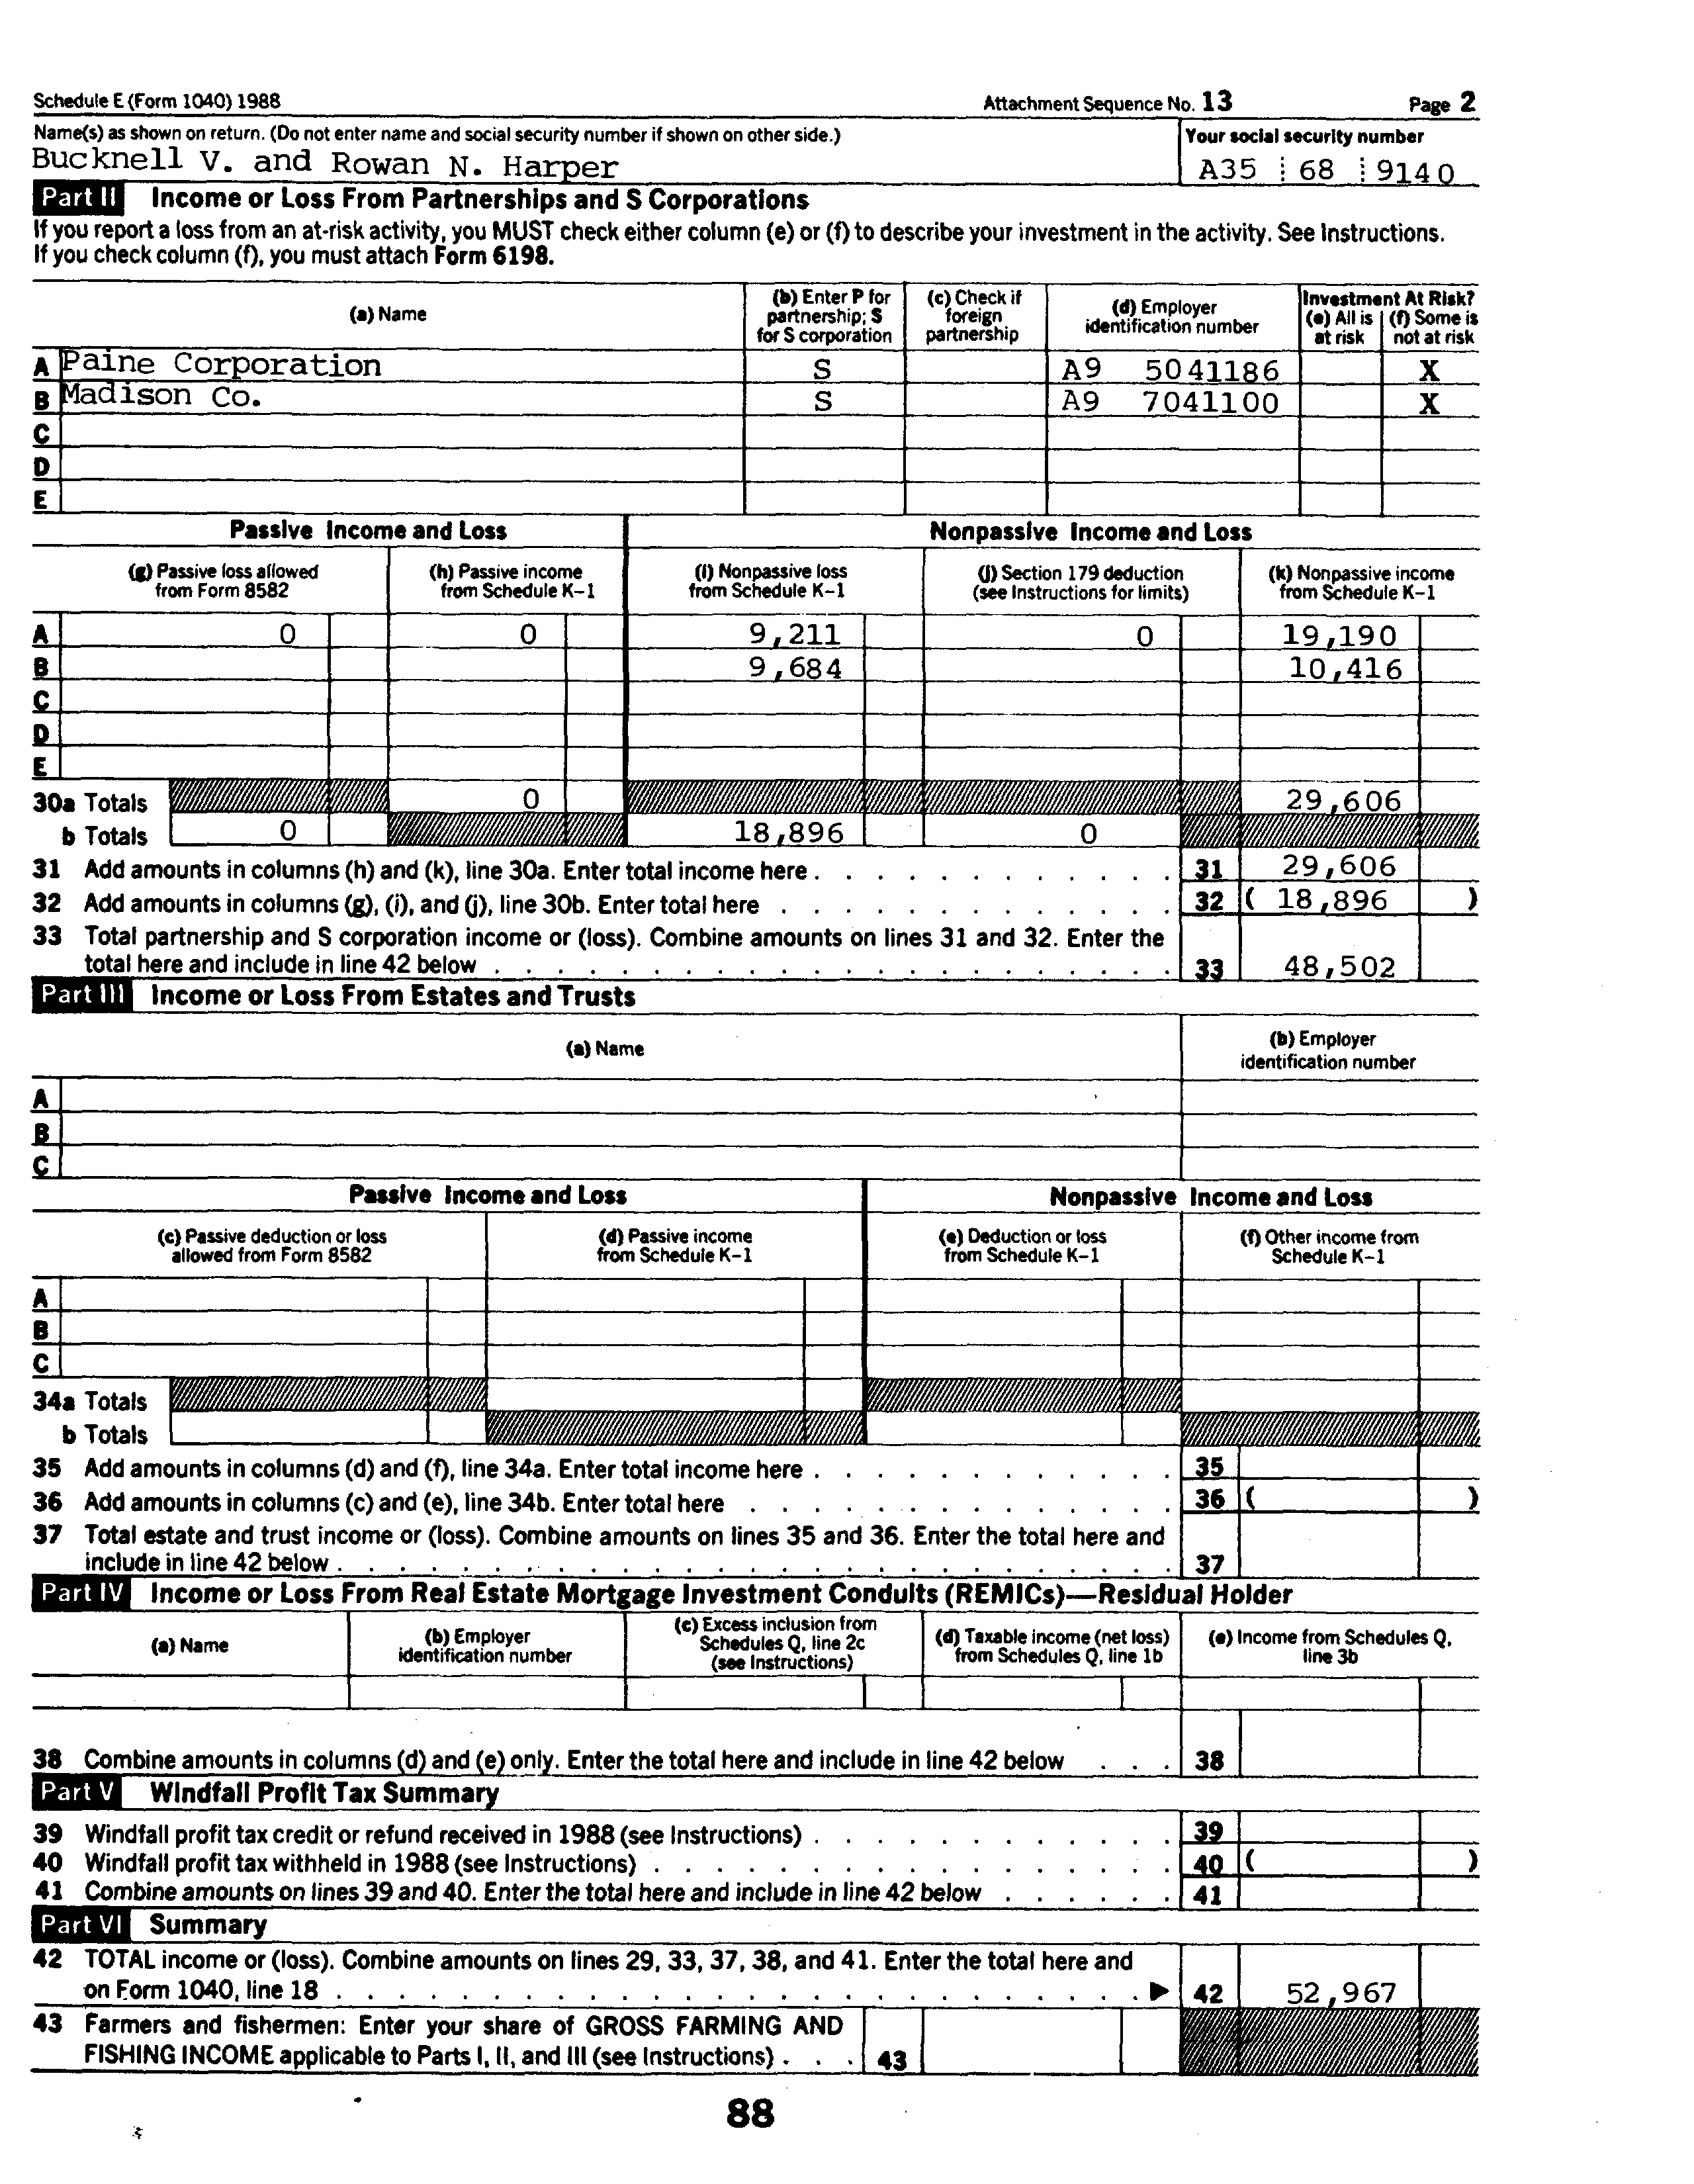 Schedule E (Form 1040) 1988 Attachment Sequence No. 13 Page 2
Name(s) as shown on return. (Do not enter name and social security number if shown on other side.) Your social security number
Bucknell V. and Rowan N. Harper A35 68 9140
Part II Income or Loss From Partnerships and S Corporations
If you report a loss from an at-risk activity, you MUST check either column (e) or (f) to describe your investment in the activity. See Instructions.
If you check column (f), you must attach Form 6198.
(a) Name
(b) Enter P for partnership; S for S corporation
(c) Check if foreign partnership
(d) Employer identification number
Investment At Risk?
(e) All is at risk
(f) Some is not at risk
A Paine Corporation S A9 5041186 X
B Madison Co. S A9 7041100 X
C
D
E
Passive Income and Loss Nonpassive Income and Loss
(g) Passive loss allowed from Form 8582
(h) Passive income from Schedule K-1
(i) Nonpassive loss from Schedule K-1
(j) Section 179 deduction (see Instructions for limits)
(k) Nonpassive income from Schedule K-1
A 0 0 9,211 0 19,190
B 9,684 10,416
C
D
E
30a Totals 0 29,606
b Totals 0 18,896 0
31 Add amounts in columns (h) and (k), line 30a. Enter total income here . 31 29,606
32 Add amounts in columns (g), (i), and (j), line 30b. Enter total here . 32 ( 18,896 )
33 Total partnership and S corporation income or (loss). Combine amounts on lines 31 and 32. Enter the
total here and include in line 42 below . 33 48,502
Part III Income or Loss From Estates and Trusts
(a) Name
(b) Employer identification number
A
B
C
Passive Income and Loss Nonpassive Income and Loss
(c) Passive deduction or loss allowed from Form 8582
(d) Passive income from Schedule K-1
(e) Deduction or loss from Schedule K-1
(f) Other income from Schedule K-1
A
B
C
34a Totals
b Totals
35 Add amounts in columns (d) and (f), line 34a. Enter total income here . 35
36 Add amounts in columns (c) and (e), line 34b. Enter total here . 36 ( )
37 Total estate and trust income or (loss). Combine amounts on lines 35 and 36. Enter the total here and
include in line 42 below . 37
Part IV Income or Loss From Real Estate Mortgage Investment Conduits (REMICs)—Residual Holder
(a) Name
(b) Employer identification number
(c) Excess inclusion from Schedules Q, line 2c (see Instructions)
(d) Taxable income (net loss) from Schedules Q, line 1b
(e) Income from Schedules Q, line 3b
38 Combine amounts in columns (d) and (e) only. Enter the total here and include in line 42 below . 38
Part V Windfall Profit Tax Summary
39 Windfall profit tax credit or refund received in 1988 (see Instructions) . 39
40 Windfall profit tax withheld in 1988 (see Instructions) . 40 ( )
41 Combine amounts on lines 39 and 40. Enter the total here and include in line 42 below . 41
Part VI Summary
42 TOTAL income or (loss). Combine amounts on lines 29, 33, 37, 38, and 41. Enter the total here and
on Form 1040, line 18 . ▶ 42 52,967
43 Farmers and fishermen: Enter your share of GROSS FARMING AND
FISHING INCOME applicable to Parts I, II, and III (see Instructions) . 43
88